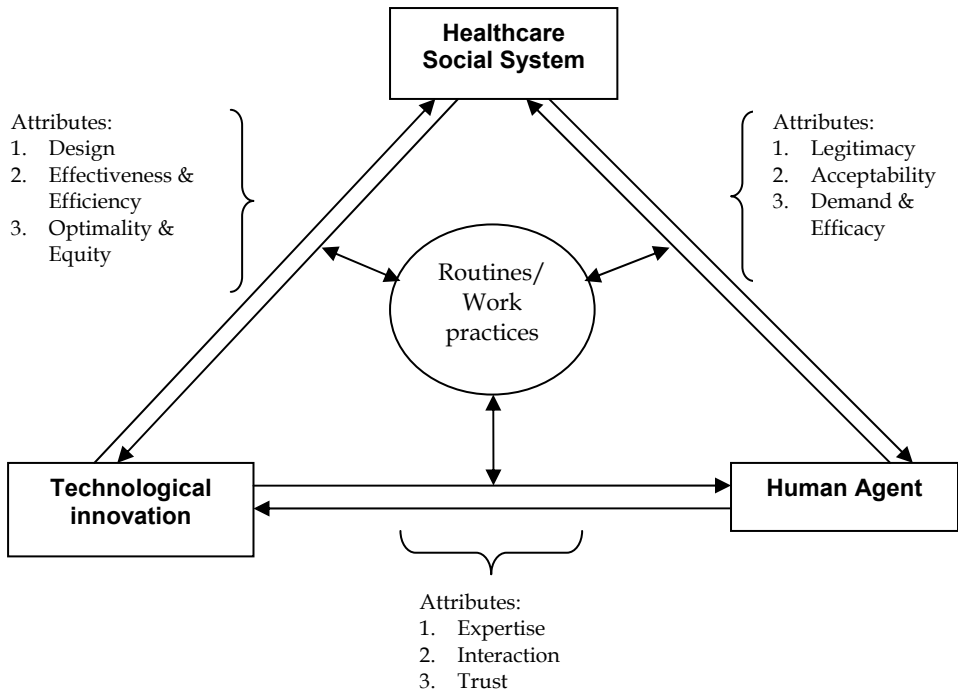 Healthcare
Social System
Attributes:
1. Design
2. Effectiveness &
Efficiency
3. Optimality &
Equity
Attributes:
1. Legitimacy
2. Acceptability
3. Demand &
Efficacy
Routines/
Work
practices
Technological
innovation
Human Agent
Attributes:
1. Expertise
2. Interaction
3. Trust